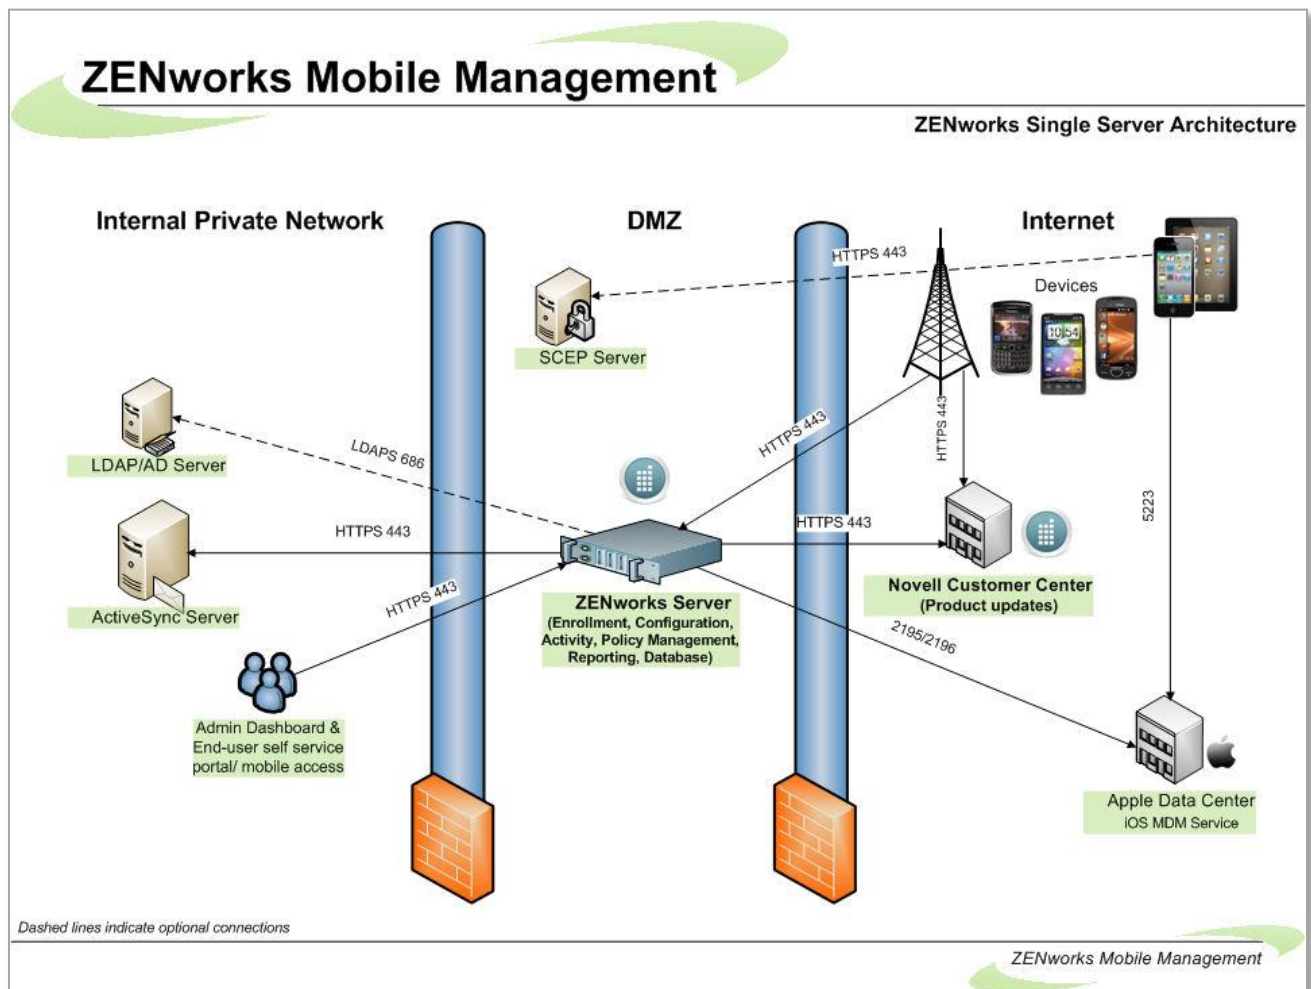 ZENworks Mobile Management
ZENworks Single Server Architecture
Internal Private Network
DMZ
Internet
HTTPS 443
Devices
10:54
SCEP Server
HTTPS 443
HTTPS 443
LDAPS 686
LDAP/AD Server
HTTPS 443
HTTPS 443
5223
ActiveSync Server
HTTPS 443
ZENworks Server
(Enrollment, Configuration,
Activity, Policy Management,
Reporting, Database)
Novell Customer Center
(Product updates)
2195/2196
Admin Dashboard &
End-user self service
portal/ mobile access
Apple Data Center
iOS MDM Service
Dashed lines indicate optional connections
ZENworks Mobile Management